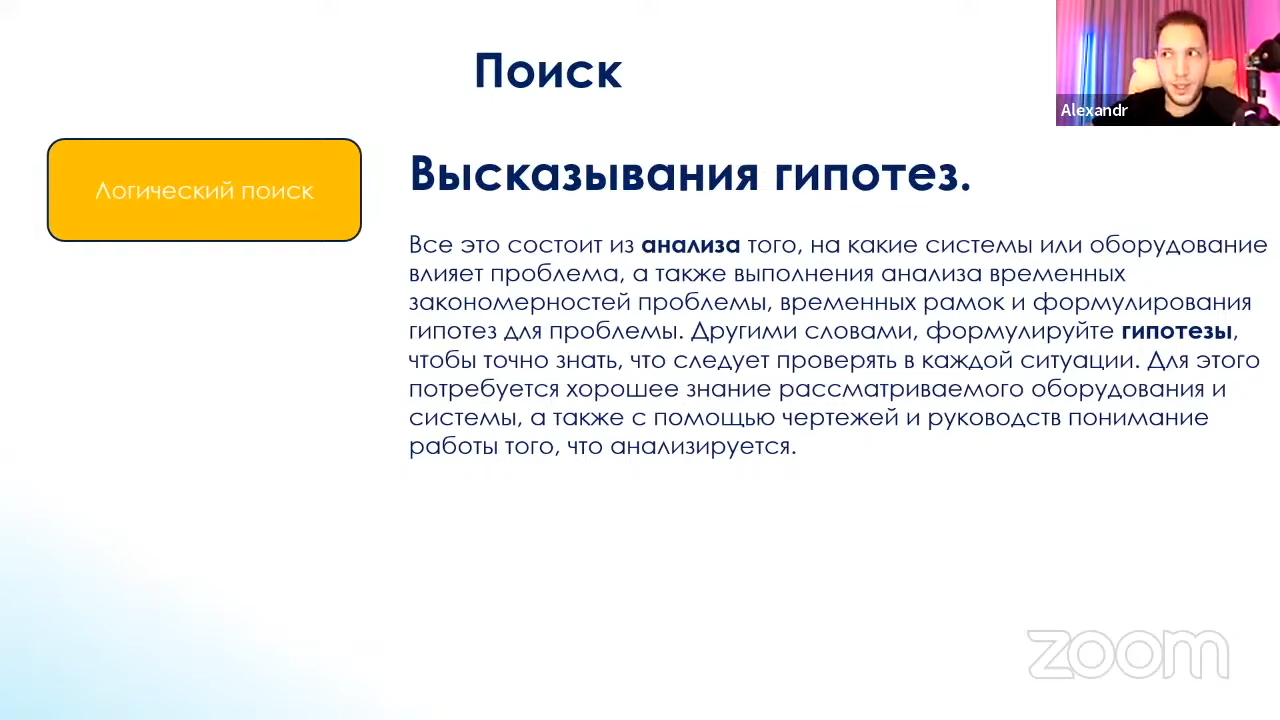 Поиск
Alexandr
Логический поиск
Высказывания гипотез.
Все это состоит из анализа того, на какие системы или оборудование
влияет проблема, а также выполнения анализа временных
закономерностей проблемы, временных рамок и формулирования
гипотез для проблемы. Другими словами, формулируйте гипотезы,
чтобы точно знать, что следует проверять в каждой ситуации. Для этого
потребуется хорошее знание рассматриваемого оборудования и
системы, а также с помощью чертежей и руководств понимание
работы того, что анализируется.
zoom